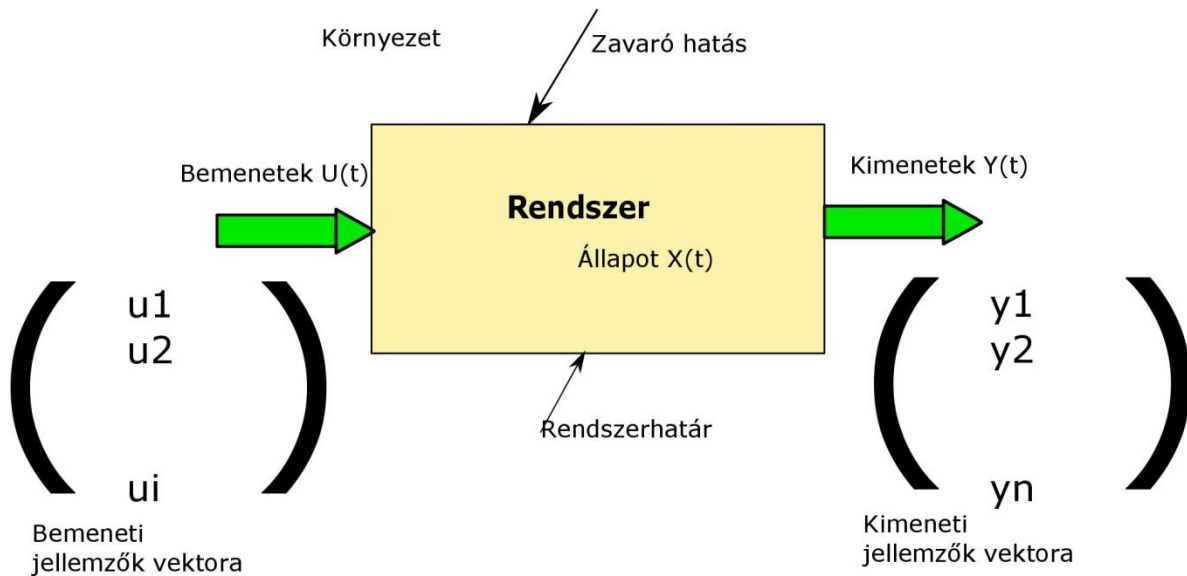 Környezet
Zavaró hatás
Bemenetek U(t)
Kimenetek Y(t)
Rendszer
Állapot X(t)
Rendszerhatár
u1
u2
ui
Bemeneti
jellemzők vektora
y1
y2
yn
Kimeneti
jellemzők vektora